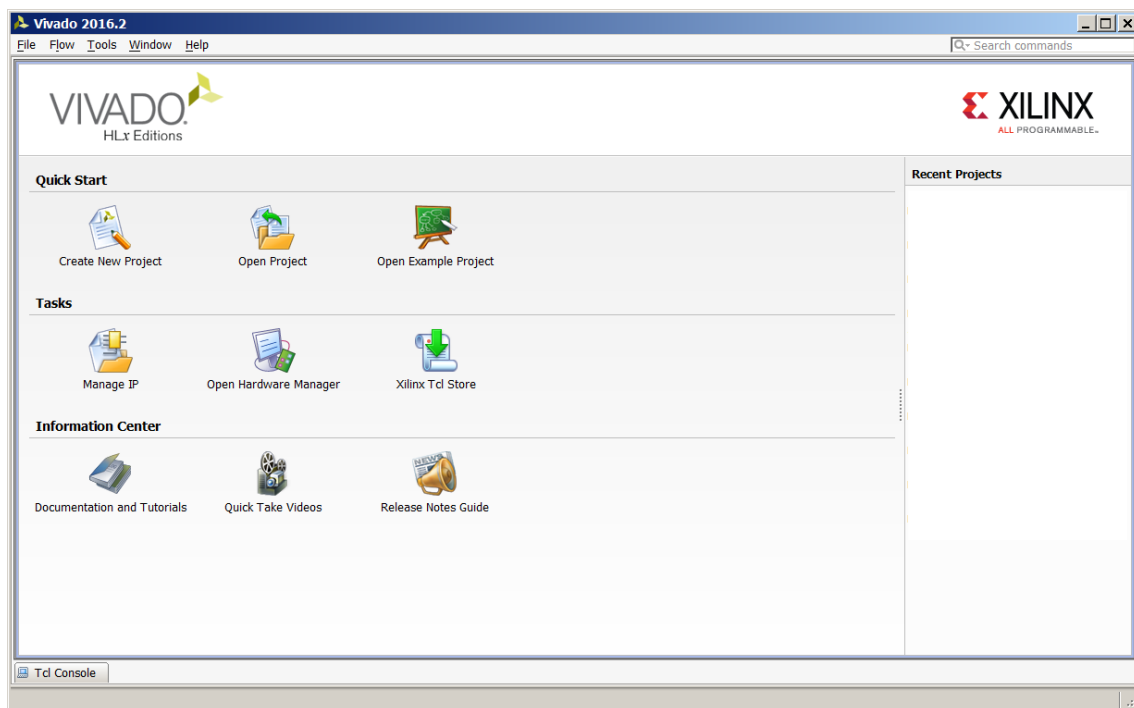 Vivado 2016.2
File Flow Tools Window Help
Search commands
VIVADO.
HLx Editions
XILINX
ALL PROGRAMMABLE™
Quick Start
Recent Projects
Create New Project Open Project Open Example Project
Tasks
Manage IP Open Hardware Manager Xilinx Tcl Store
Information Center
NEWS
Documentation and Tutorials Quick Take Videos Release Notes Guide
Tcl Console